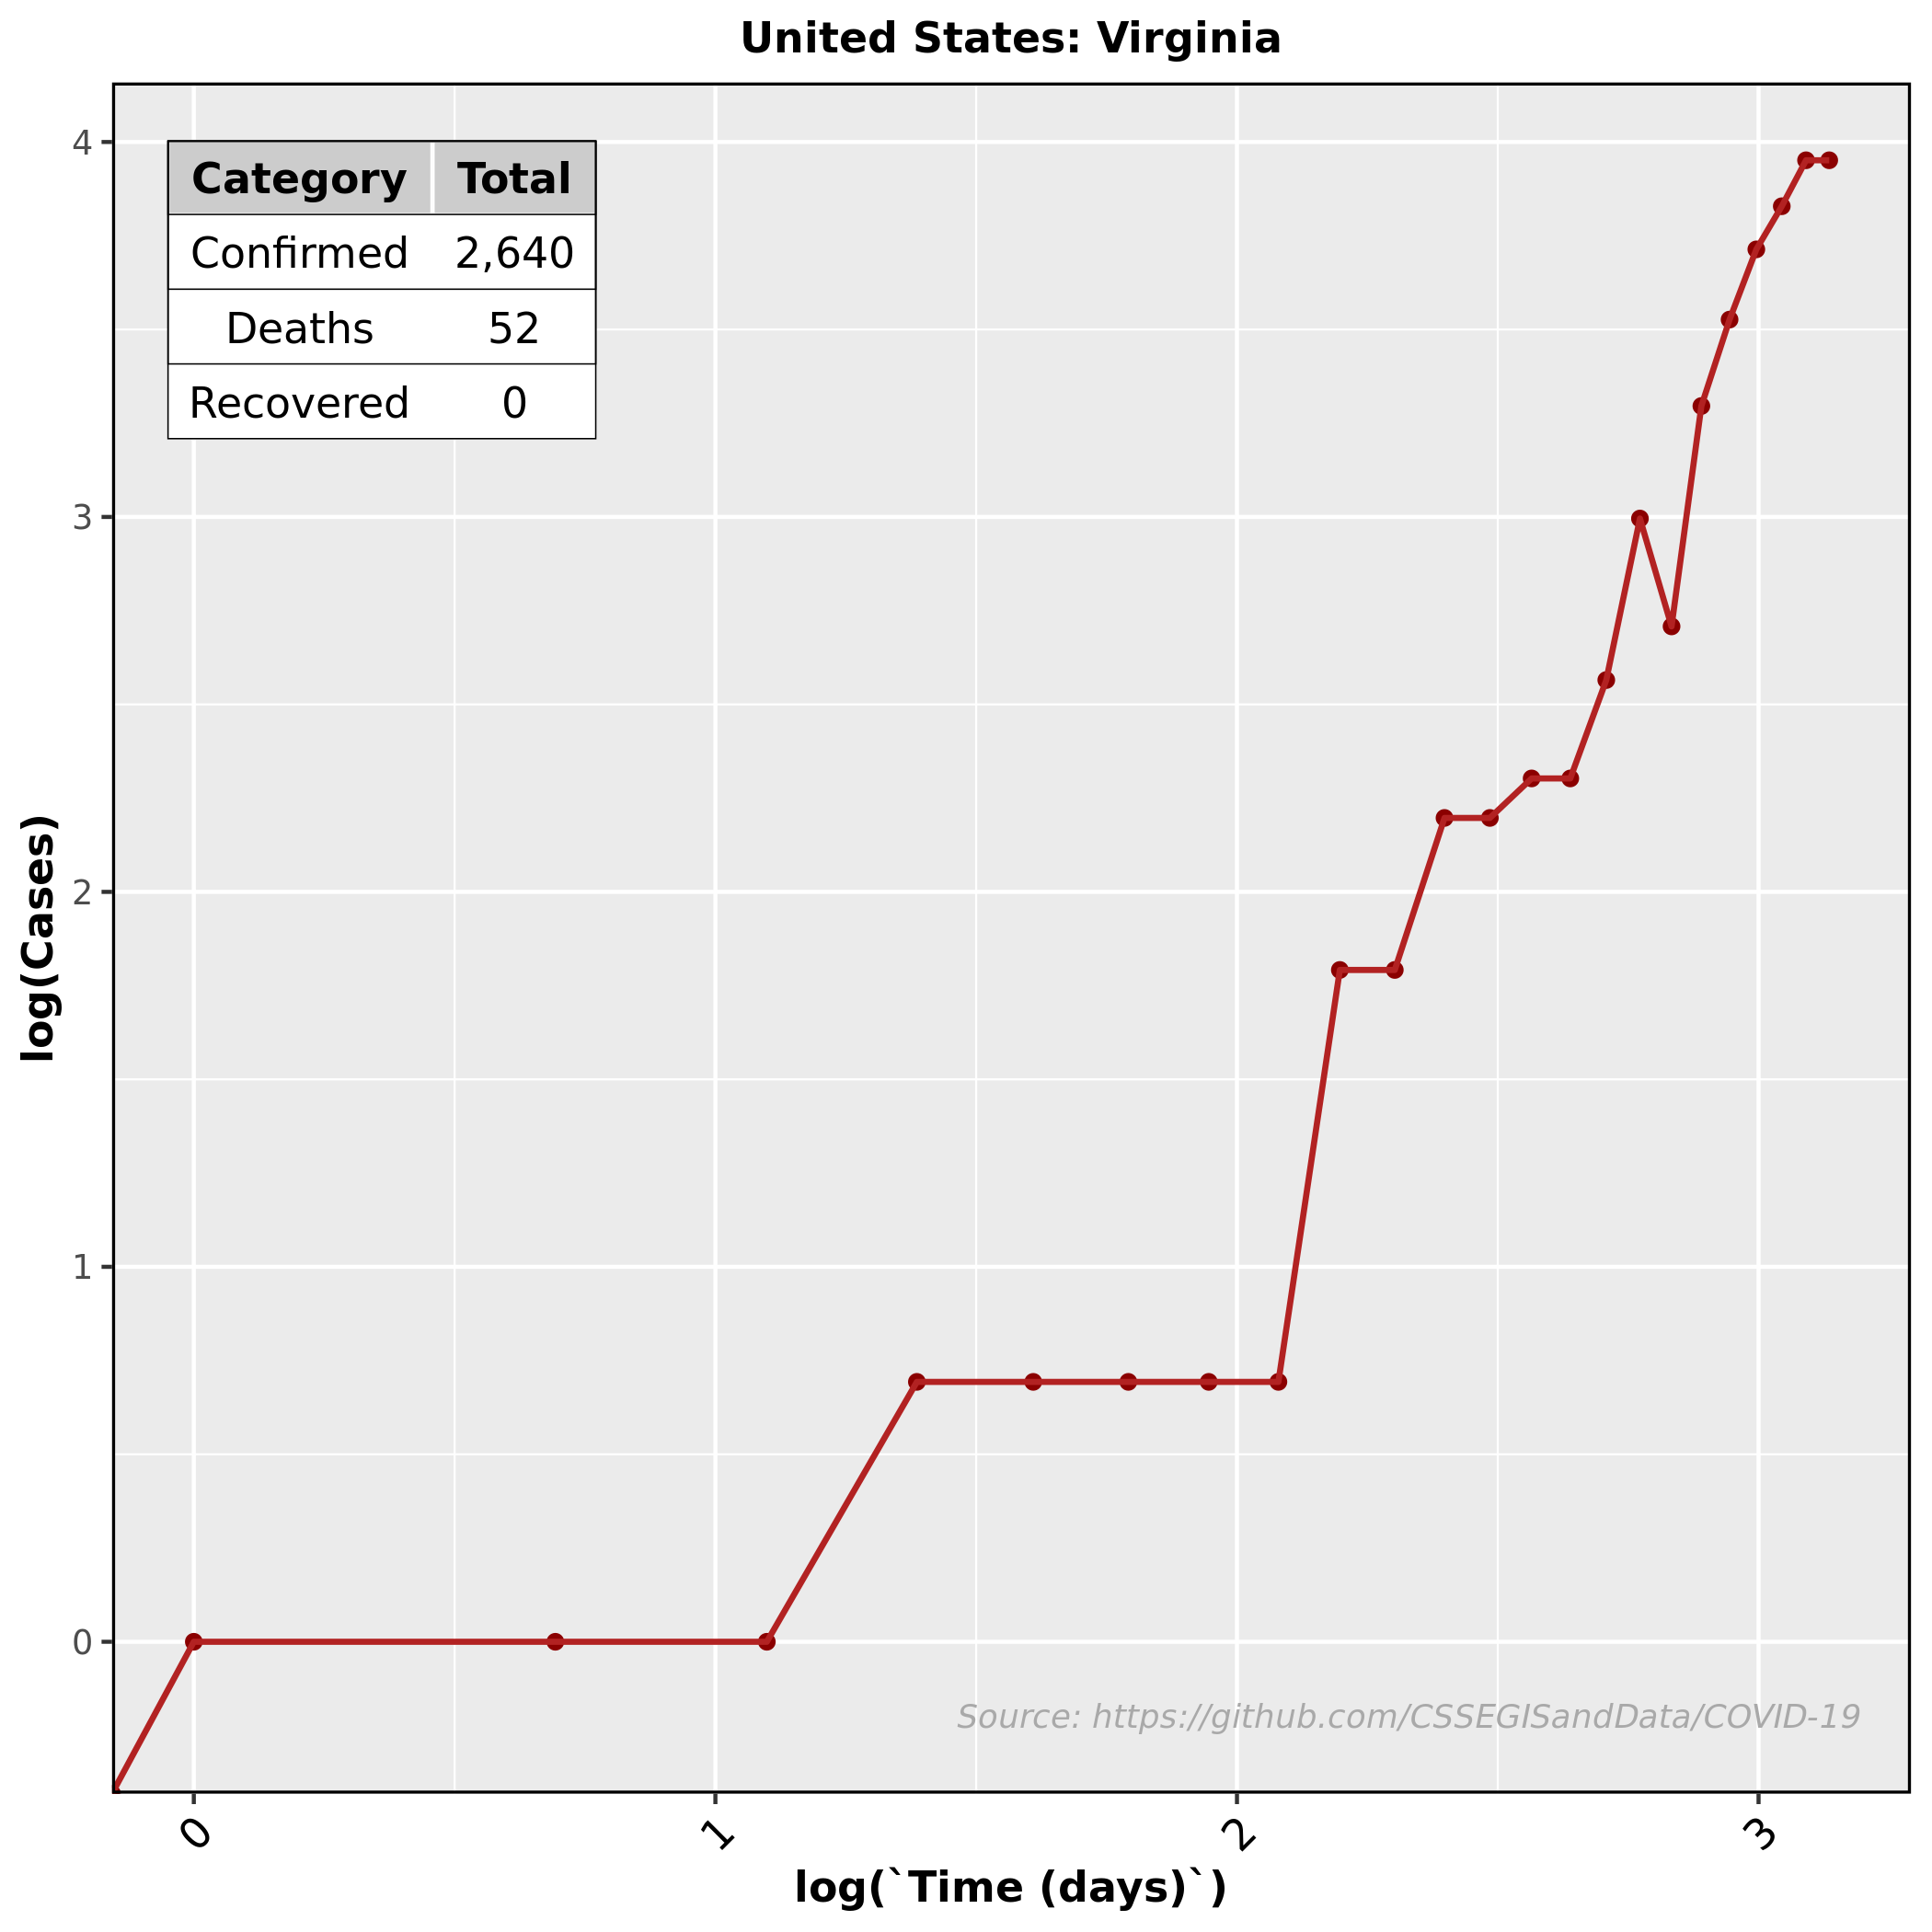 United States: Virginia
4
Category Total
Confirmed 2,640
Deaths 52
Recovered 0
3
2
1
0
log(Cases)
Source: https://github.com/CSSEGISandData/COVID-19
0 1 2 3
log(`Time (days)`)